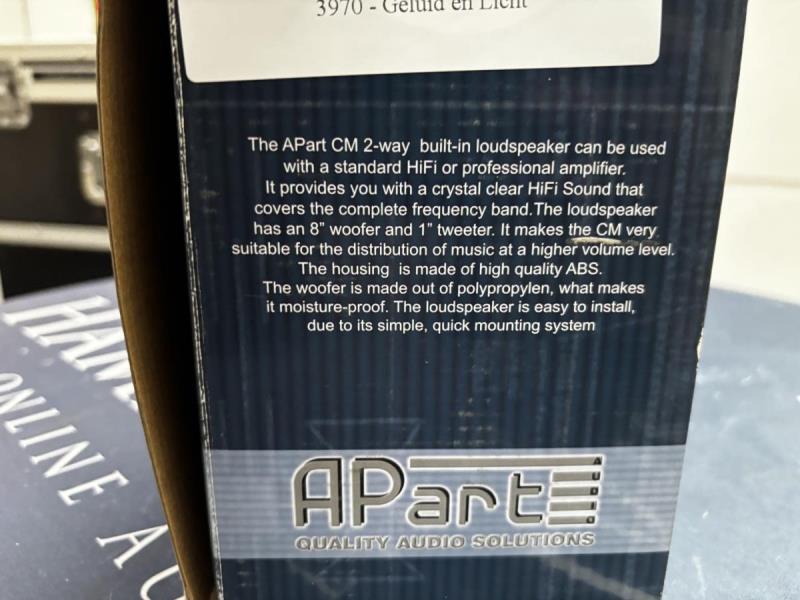 3970 - Geluid en Licht
The APart CM 2-way built-in loudspeaker can be used
with a standard HiFi or professional amplifier.
It provides you with a crystal clear HiFi Sound that
covers the complete frequency band.The loudspeaker
has an 8" woofer and 1" tweeter. It makes the CM very
suitable for the distribution of music at a higher volume level.
The housing is made of high quality ABS.
The woofer is made out of polypropylen, what makes
it moisture-proof. The loudspeaker is easy to install,
due to its simple, quick mounting system
APart
QUALITY AUDIO SOLUTIONS
ONLINE